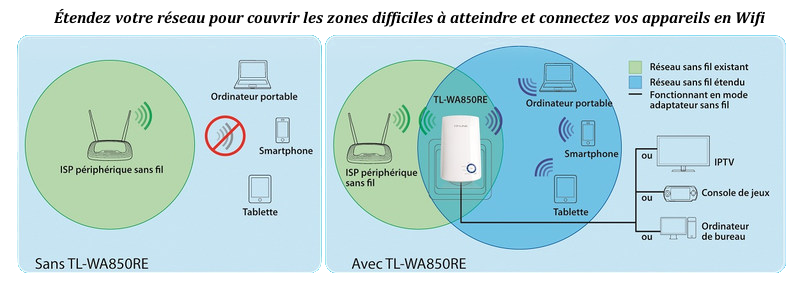 Étendez votre réseau pour couvrir les zones difficiles à atteindre et connectez vos appareils en Wifi
Ordinateur portable
ISP périphérique sans fil
Smartphone
Tablette
Sans TL-WA850RE
TL-WA850RE
ISP périphérique
sans fil
Ordinateur portable
Smartphone
Tablette
Réseau sans fil existant
Réseau sans fil étendu
Fonctionnant en mode
adaptateur sans fil
ou
IPTV
ou
Console de jeux
ou
Ordinateur
de bureau
Avec TL-WA850RE